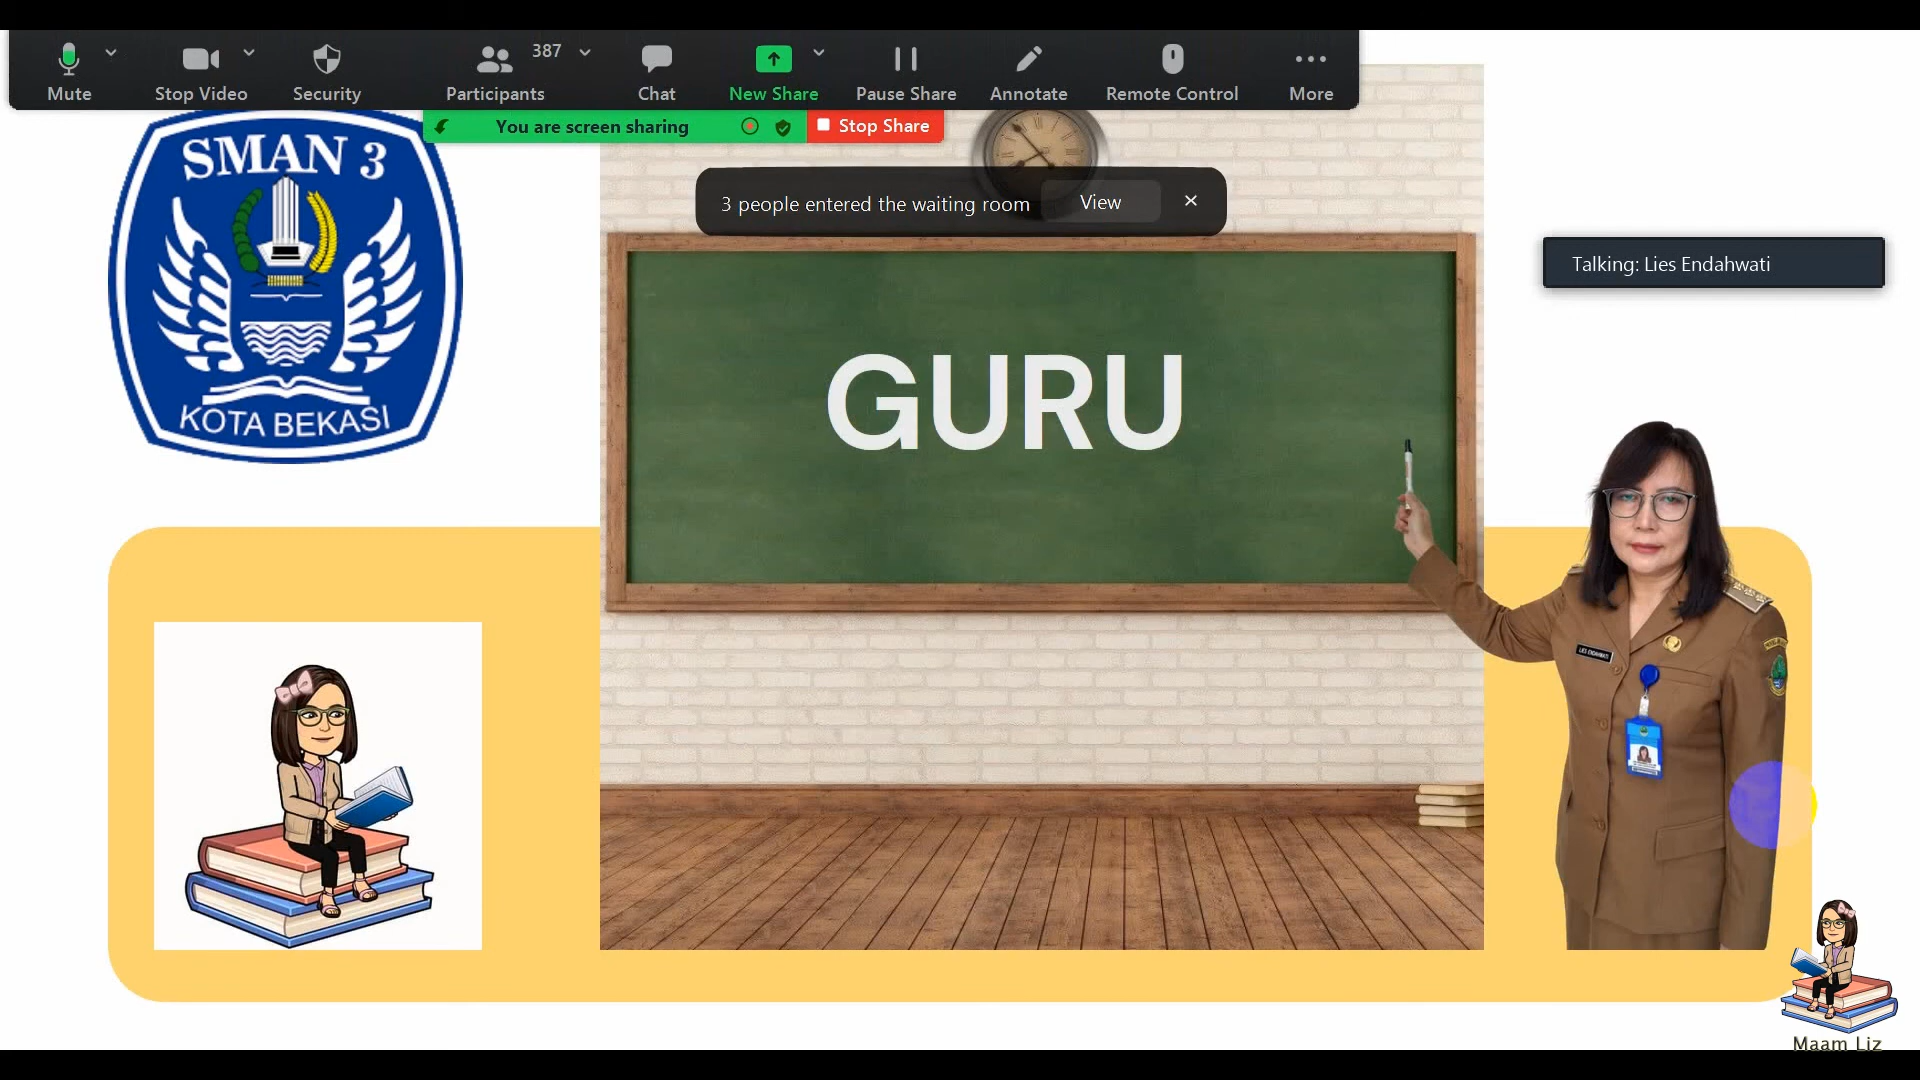 387
Mute
Stop Video
Security
Participants
Chat
New Share
Pause Share
Annotate
Remote Control
More
You are screen sharing
Stop Share
SMAN 3
KOTA BEKASI
3 people entered the waiting room
View
Talking: Lies Endahwati
GURU
LIES ENDAHWATI
Maam Liz